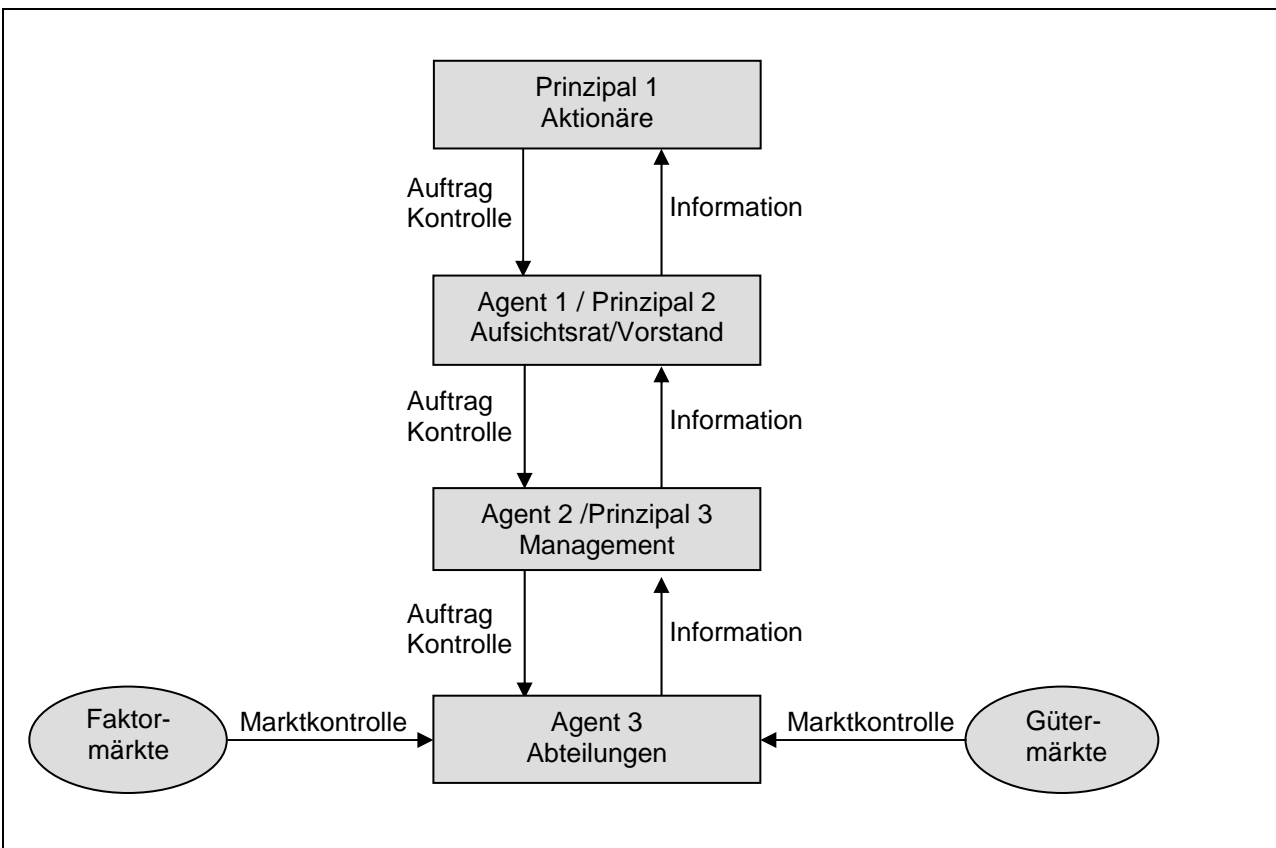 Prinzipal 1
Aktionäre
Auftrag
Kontrolle
Information
Agent 1 / Prinzipal 2
Aufsichtsrat/Vorstand
Auftrag
Kontrolle
Information
Agent 2 /Prinzipal 3
Management
Auftrag
Kontrolle
Information
Faktor-
märkte
Marktkontrolle
Agent 3
Abteilungen
Marktkontrolle
Güter-
märkte